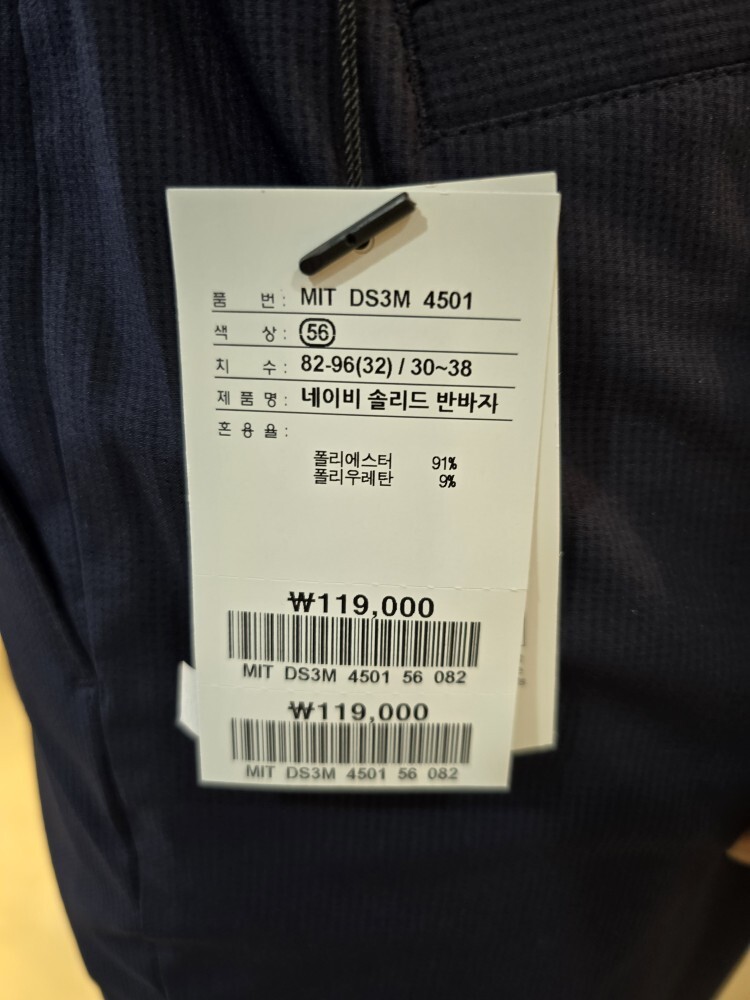 품 번 : MIT DS3M 4501
색 상 : 56
치 수 : 82-96(32) / 30~38
제 품 명 : 네이비 솔리드 반바지
혼 용 율 :
폴리에스터 91%
폴리우레탄 9%
₩119,000
MIT DS3M 4501 56 082
₩119,000
MIT DS3M 4501 56 082